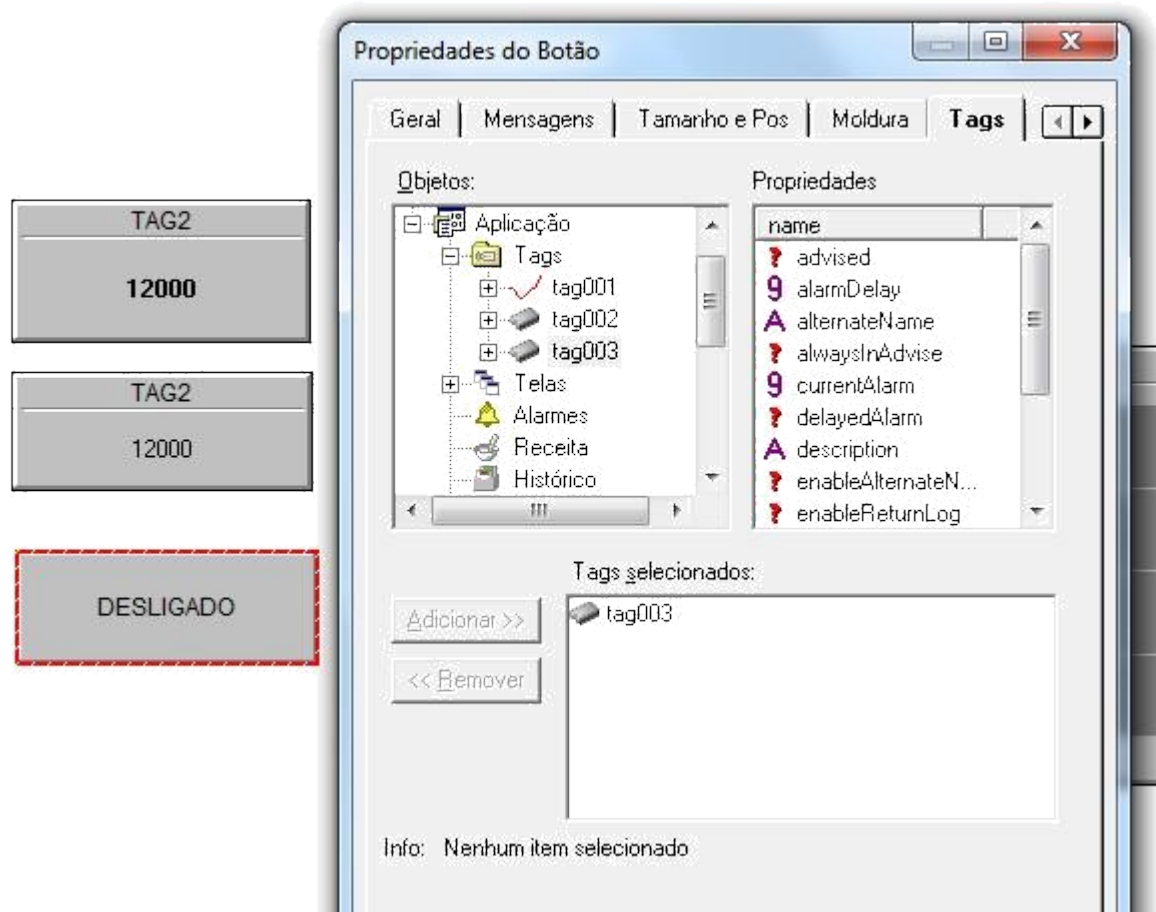 Propriedades do Botão
Geral
Mensagens
Tamanho e Pos
Moldura
Tags
Objetos:
Propriedades
TAG2
12000
TAG2
12000
DESLIGADO
Aplicação
Tags
tag001
tag002
tag003
Telas
Alarmes
Receita
Histórico
name
advised
alarmDelay
alternateName
alwaysInAdvise
currentAlarm
delayedAlarm
description
enableAlternateN...
enableReturnLog
Tags selecionados:
Adicionar >>
<< Remover
tag003
Info: Nenhum item selecionado